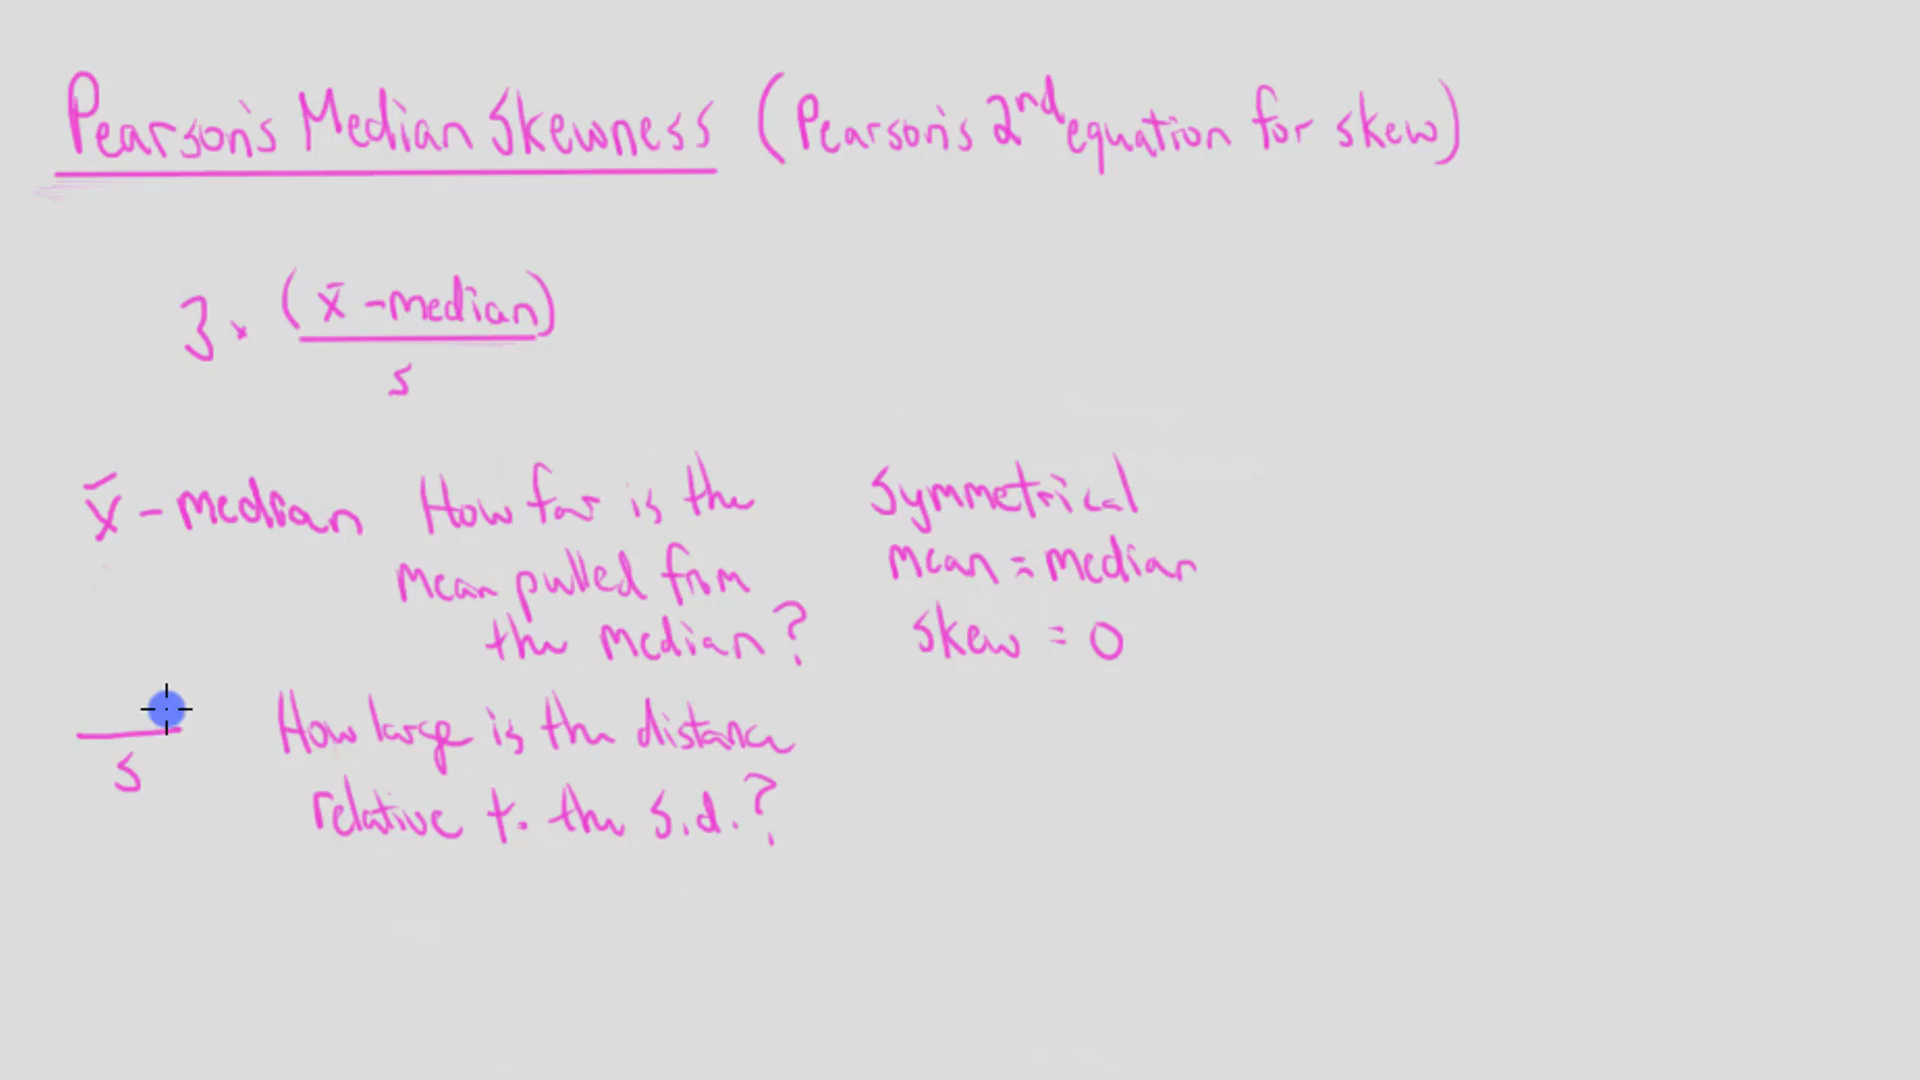 Pearson's Median Skewness (Pearson's 2nd equation for skew)
3 * (x̄ - median)
s
x̄ - median How far is the
mean pulled from
the median?
Symmetrical
mean = median
skew = 0
s
How large is the distance
relative to the s.d.?